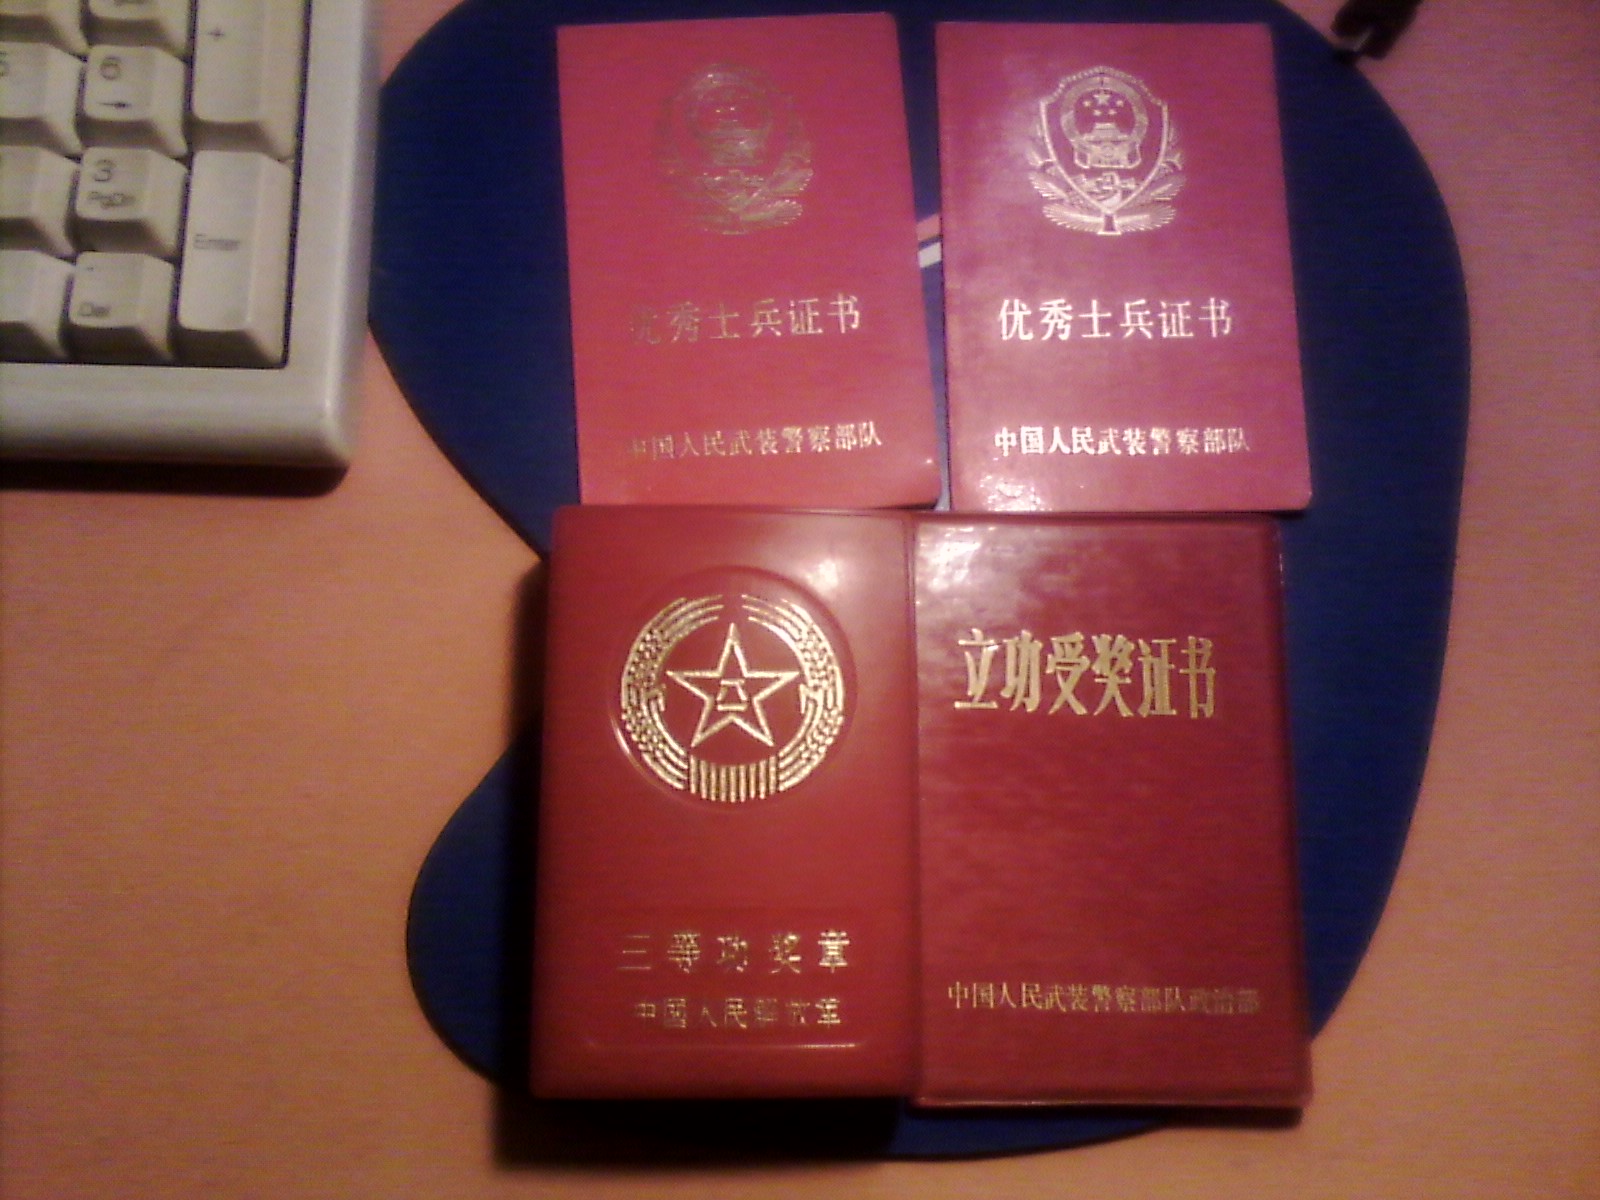 +
5
6
→
3
PgDn
Enter
.
Del
优秀士兵证书
中国人民武装警察部队
优秀士兵证书
中国人民武装警察部队
八一
三等功奖章
中国人民解放军
立功受奖证书
中国人民武装警察部队政治部